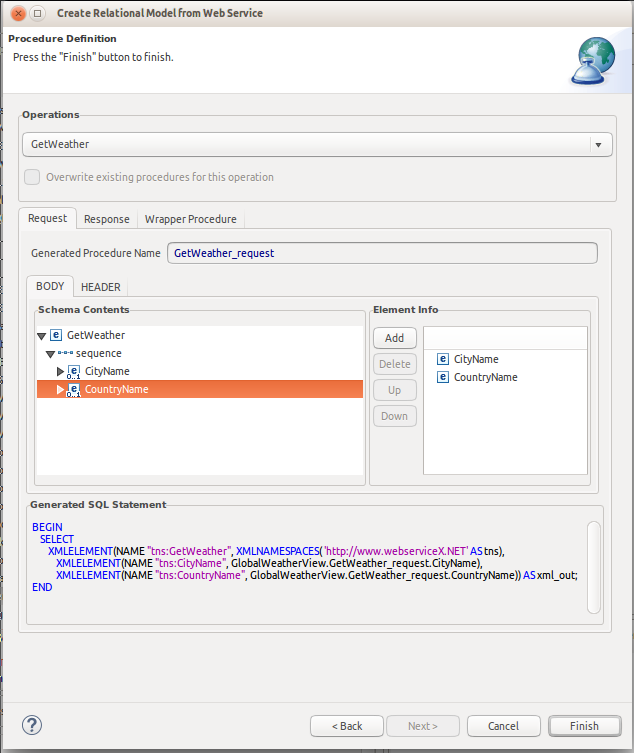 Create Relational Model from Web Service
Procedure Definition
Press the "Finish" button to finish.
Operations
GetWeather
Overwrite existing procedures for this operation
Request Response Wrapper Procedure
Generated Procedure Name GetWeather_request
BODY HEADER
Schema Contents
e GetWeather
sequence
e 0..1 CityName
e 0..1 CountryName
Element Info
Add
Delete
Up
Down
e CityName
e CountryName
Generated SQL Statement
BEGIN
SELECT
XMLELEMENT(NAME "tns:GetWeather", XMLNAMESPACES('http://www.webserviceX.NET' AS tns),
XMLELEMENT(NAME "tns:CityName", GlobalWeatherView.GetWeather_request.CityName),
XMLELEMENT(NAME "tns:CountryName", GlobalWeatherView.GetWeather_request.CountryName)) AS xml_out;
END
? < Back Next > Cancel Finish